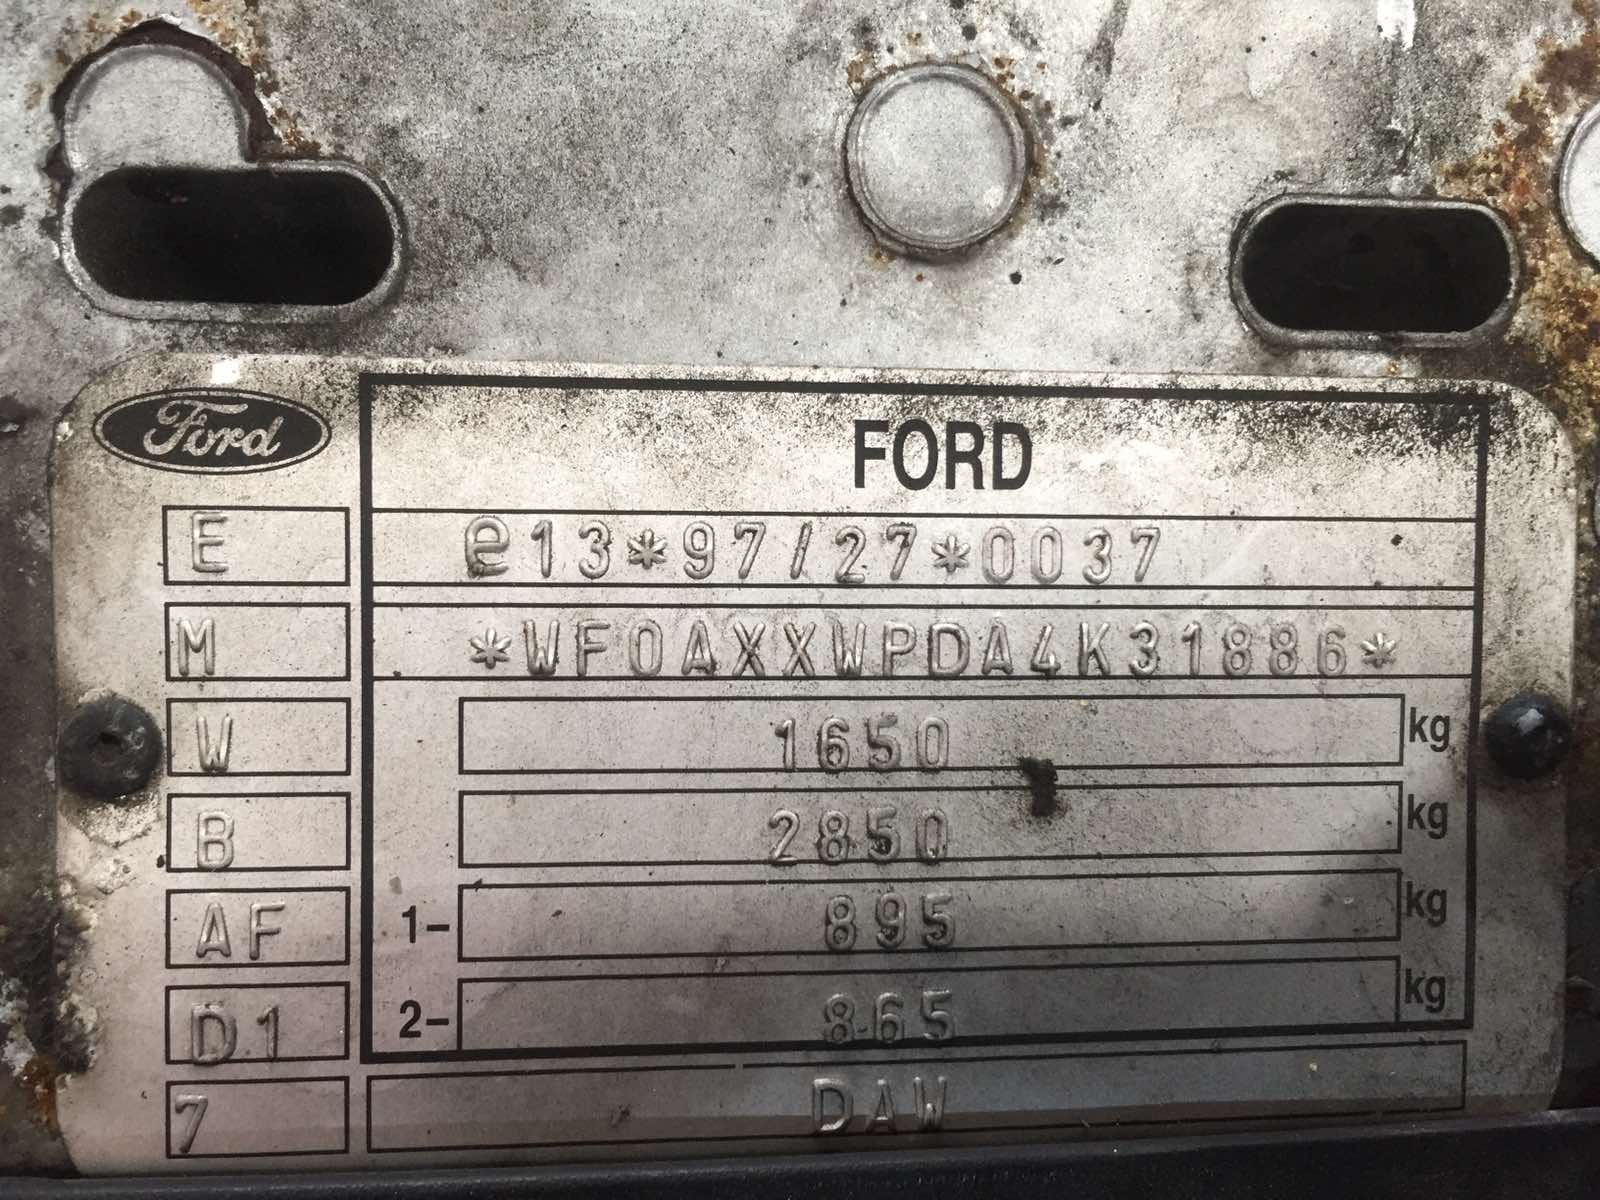 Ford
FORD
E e13*97/27*0037
M *WF0AXXWPDA4K31886*
W 1650 kg
B 2850 kg
AF 1- 895 kg
D1 2- 865 kg
7 DAW